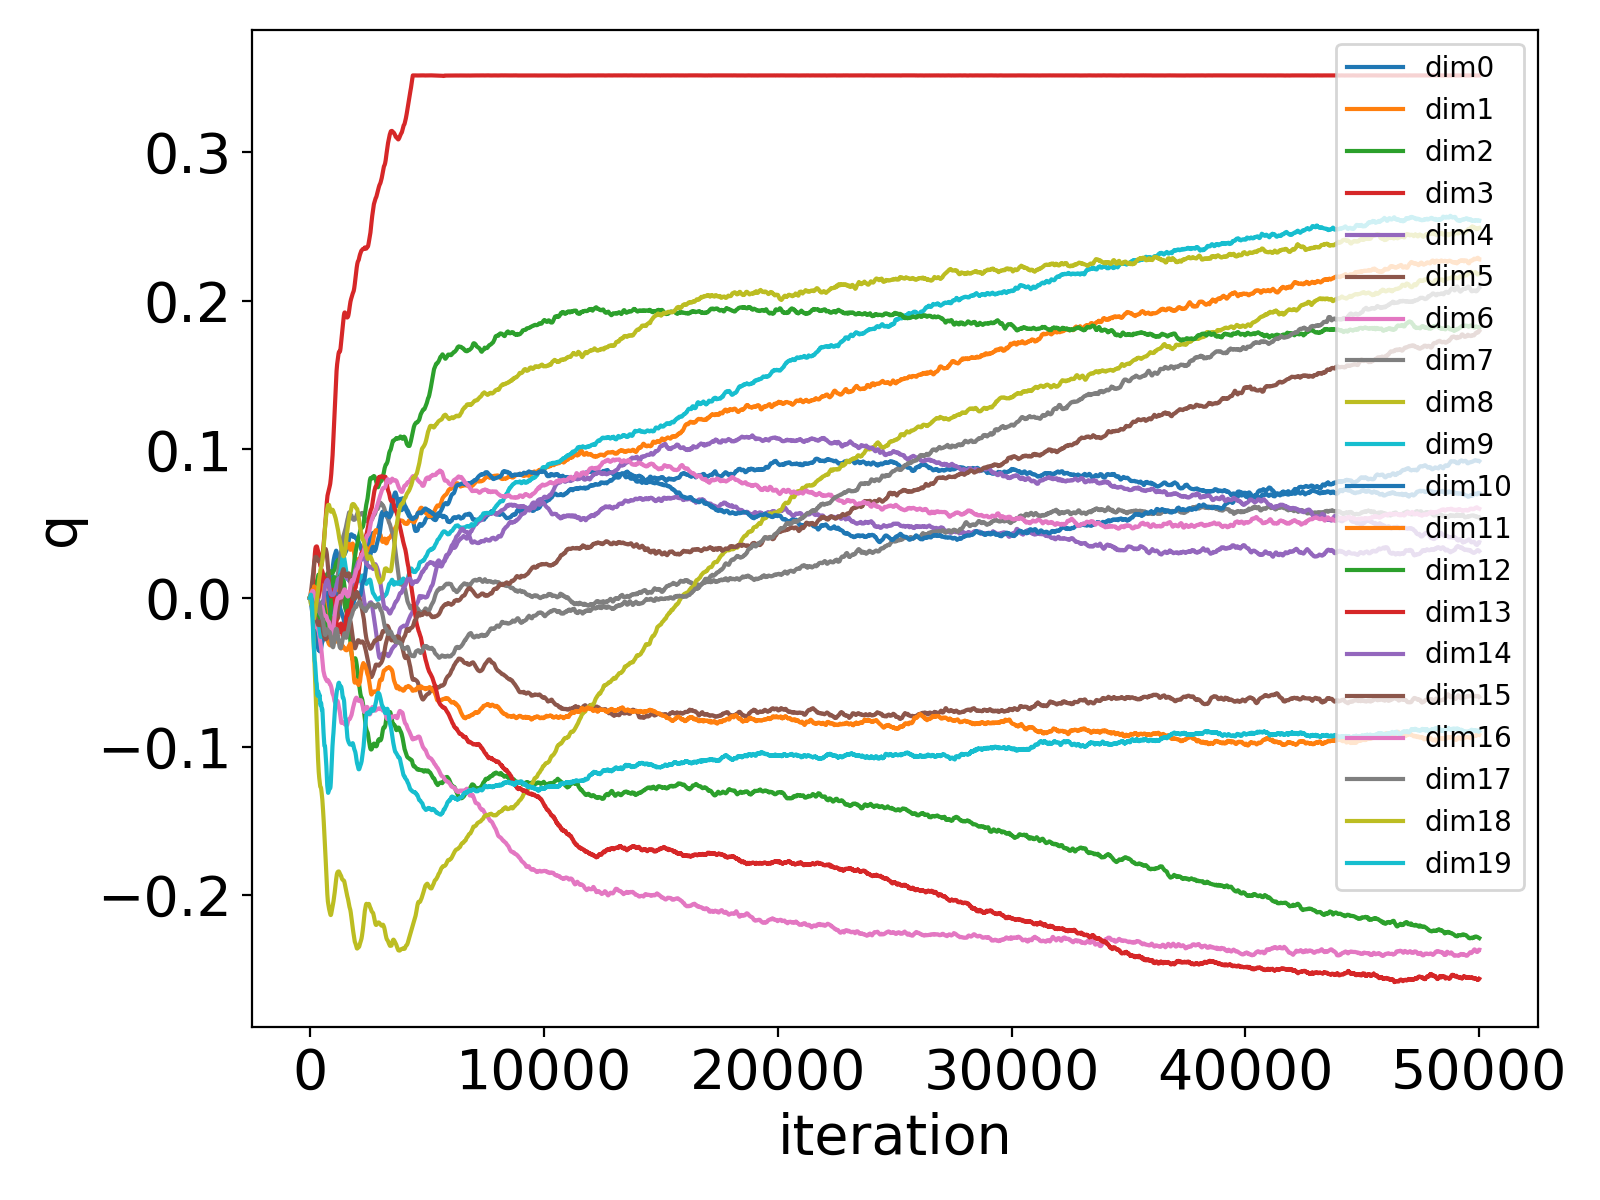 q
0.3
0.2
0.1
0.0
−0.1
−0.2
0 10000 20000 30000 40000 50000
iteration
dim0
dim1
dim2
dim3
dim4
dim5
dim6
dim7
dim8
dim9
dim10
dim11
dim12
dim13
dim14
dim15
dim16
dim17
dim18
dim19